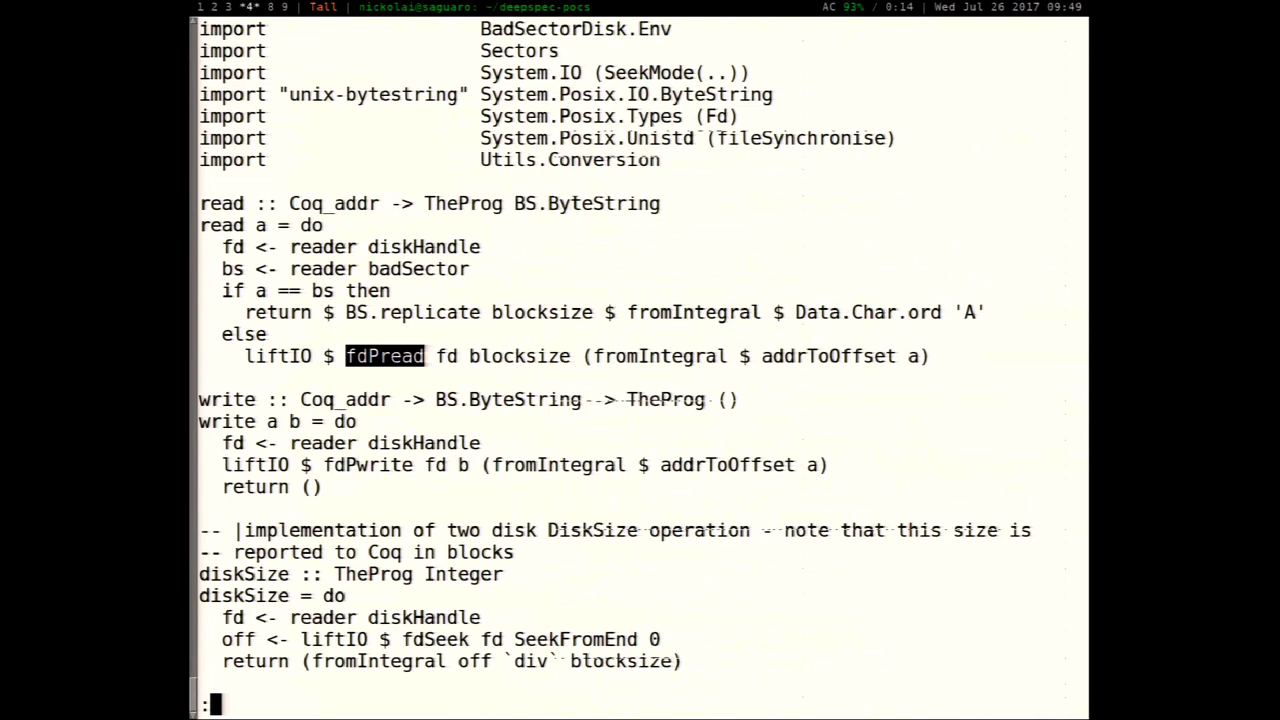 1 2 3 *4* 8 9 | Tall | nickolai@saguaro: ~/deepspec-pocs AC 93% / 0:14 | Wed Jul 26 2017 09:49
import BadSectorDisk.Env
import Sectors
import System.IO (SeekMode(..))
import "unix-bytestring" System.Posix.IO.ByteString
import System.Posix.Types (Fd)
import System.Posix.Unistd (fileSynchronise)
import Utils.Conversion
read :: Coq_addr -> TheProg BS.ByteString
read a = do
fd <- reader diskHandle
bs <- reader badSector
if a == bs then
return $ BS.replicate blocksize $ fromIntegral $ Data.Char.ord 'A'
else
liftIO $ fdPread fd blocksize (fromIntegral $ addrToOffset a)
write :: Coq_addr -> BS.ByteString -> TheProg ()
write a b = do
fd <- reader diskHandle
liftIO $ fdPwrite fd b (fromIntegral $ addrToOffset a)
return ()
-- |implementation of two disk DiskSize operation - note that this size is
-- reported to Coq in blocks
diskSize :: TheProg Integer
diskSize = do
fd <- reader diskHandle
off <- liftIO $ fdSeek fd SeekFromEnd 0
return (fromIntegral off `div` blocksize)
: